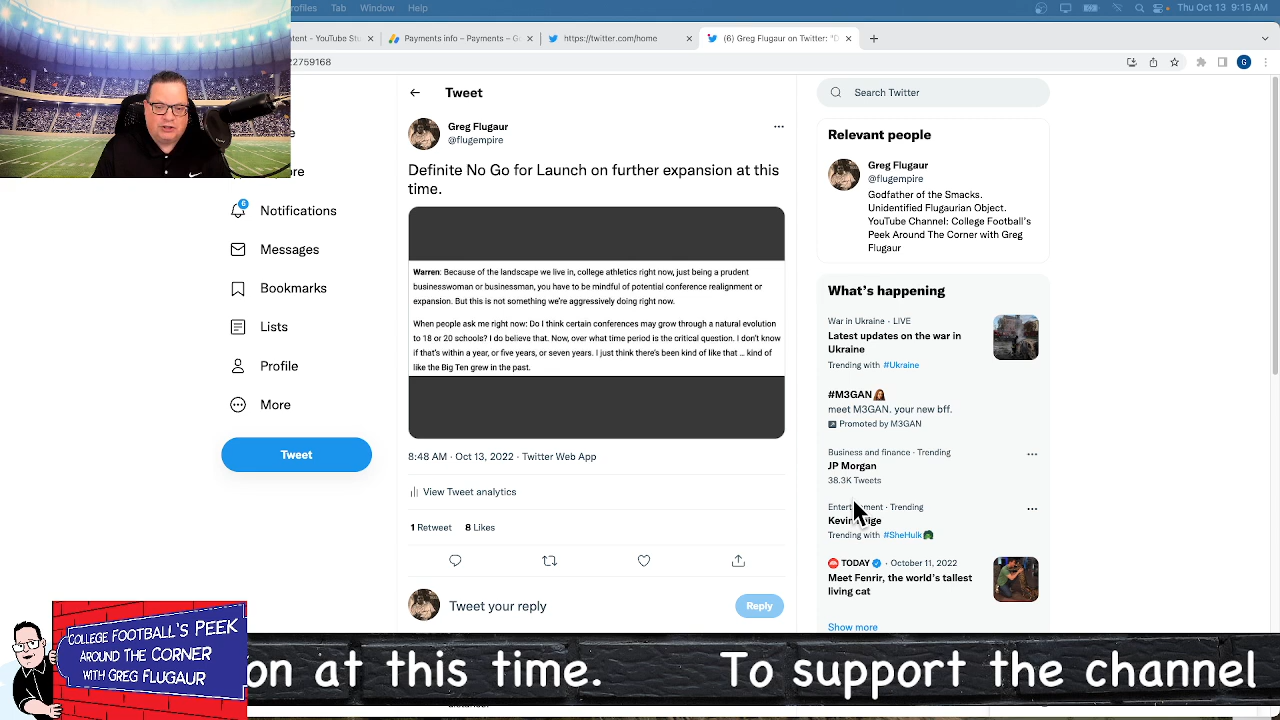 rofiles Tab Window Help
Thu Oct 13 9:15 AM
tent - YouTube Stu
Payments info – Payments – G
https://twitter.com/home
(6) Greg Flugaur on Twitter: "D
22759168
G
Tweet
Search Twitter
Greg Flugaur
@flugempire
Definite No Go for Launch on further expansion at this
time.
Warren: Because of the landscape we live in, college athletics right now, just being a prudent
businesswoman or businessman, you have to be mindful of potential conference realignment or
expansion. But this is not something we're aggressively doing right now.
When people ask me right now: Do I think certain conferences may grow through a natural evolution
to 18 or 20 schools? I do believe that. Now, over what time period is the critical question. I don't know
if that's within a year, or five years, or seven years. I just think there's been kind of like that ... kind of
like the Big Ten grew in the past.
8:48 AM · Oct 13, 2022 · Twitter Web App
View Tweet analytics
1 Retweet 8 Likes
Tweet your reply
Reply
6
Notifications
Messages
Bookmarks
Lists
Profile
More
Tweet
Relevant people
Greg Flugaur
@flugempire
Godfather of the Smacks.
Unidentified Flugaurian Object.
YouTube Channel: College Football's
Peek Around The Corner with Greg
Flugaur
What's happening
War in Ukraine · LIVE
Latest updates on the war in
Ukraine
Trending with #Ukraine
#M3GAN
meet M3GAN. your new bff.
Promoted by M3GAN
Business and finance · Trending
JP Morgan
38.3K Tweets
Entertainment · Trending
Trending with #SheHulk
TODAY · October 11, 2022
Meet Fenrir, the world's tallest
living cat
Show more
COLLEGE FOOTBALL'S PEEK
AROUND THE CORNER
WITH GREG FLUGAUR
on at this time. To support the channel